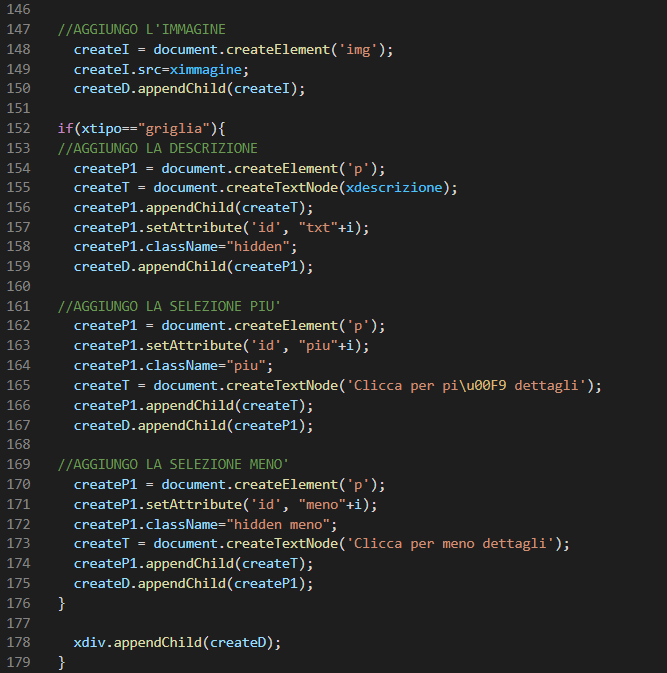 146
147 //AGGIUNGO L'IMMAGINE
148 createI = document.createElement('img');
149 createI.src=ximmagine;
150 createD.appendChild(createI);
151
152 if(xtipo=="griglia"){
153 //AGGIUNGO LA DESCRIZIONE
154 createP1 = document.createElement('p');
155 createT = document.createTextNode(xdescrizione);
156 createP1.appendChild(createT);
157 createP1.setAttribute('id', "txt"+i);
158 createP1.className="hidden";
159 createD.appendChild(createP1);
160
161 //AGGIUNGO LA SELEZIONE PIU'
162 createP1 = document.createElement('p');
163 createP1.setAttribute('id', "piu"+i);
164 createP1.className="piu";
165 createT = document.createTextNode('Clicca per pi\u00F9 dettagli');
166 createP1.appendChild(createT);
167 createD.appendChild(createP1);
168
169 //AGGIUNGO LA SELEZIONE MENO'
170 createP1 = document.createElement('p');
171 createP1.setAttribute('id', "meno"+i);
172 createP1.className="hidden meno";
173 createT = document.createTextNode('Clicca per meno dettagli');
174 createP1.appendChild(createT);
175 createD.appendChild(createP1);
176 }
177
178 xdiv.appendChild(createD);
179 }